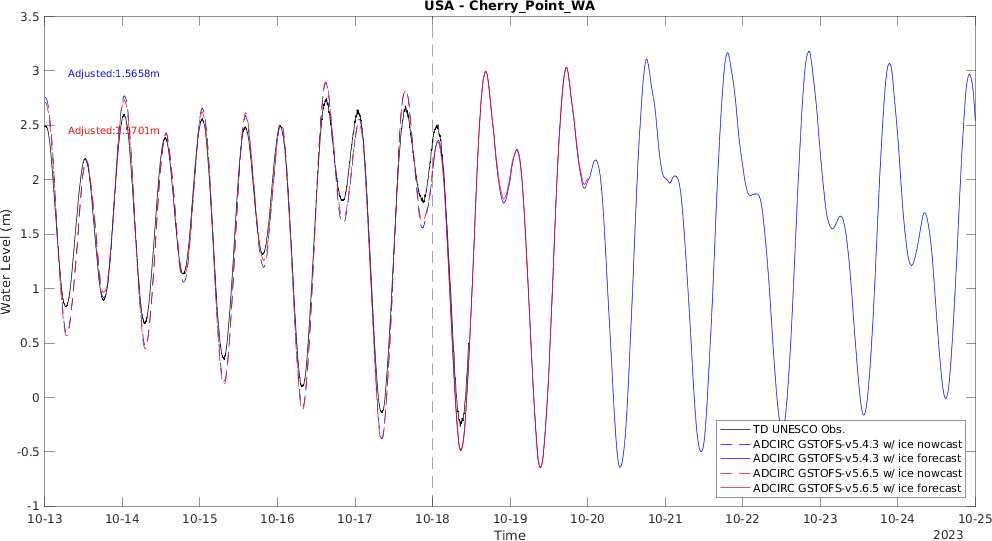 USA - Cherry_Point_WA
3.5
3
2.5
2
1.5
1
0.5
0
-0.5
-1
Water Level (m)
Adjusted:1.5658m
Adjusted:1.5701m
TD UNESCO Obs.
ADCIRC GSTOFS-v5.4.3 w/ ice nowcast
ADCIRC GSTOFS-v5.4.3 w/ ice forecast
ADCIRC GSTOFS-v5.6.5 w/ ice nowcast
ADCIRC GSTOFS-v5.6.5 w/ ice forecast
10-13 10-14 10-15 10-16 10-17 10-18 10-19 10-20 10-21 10-22 10-23 10-24 10-25
Time
2023